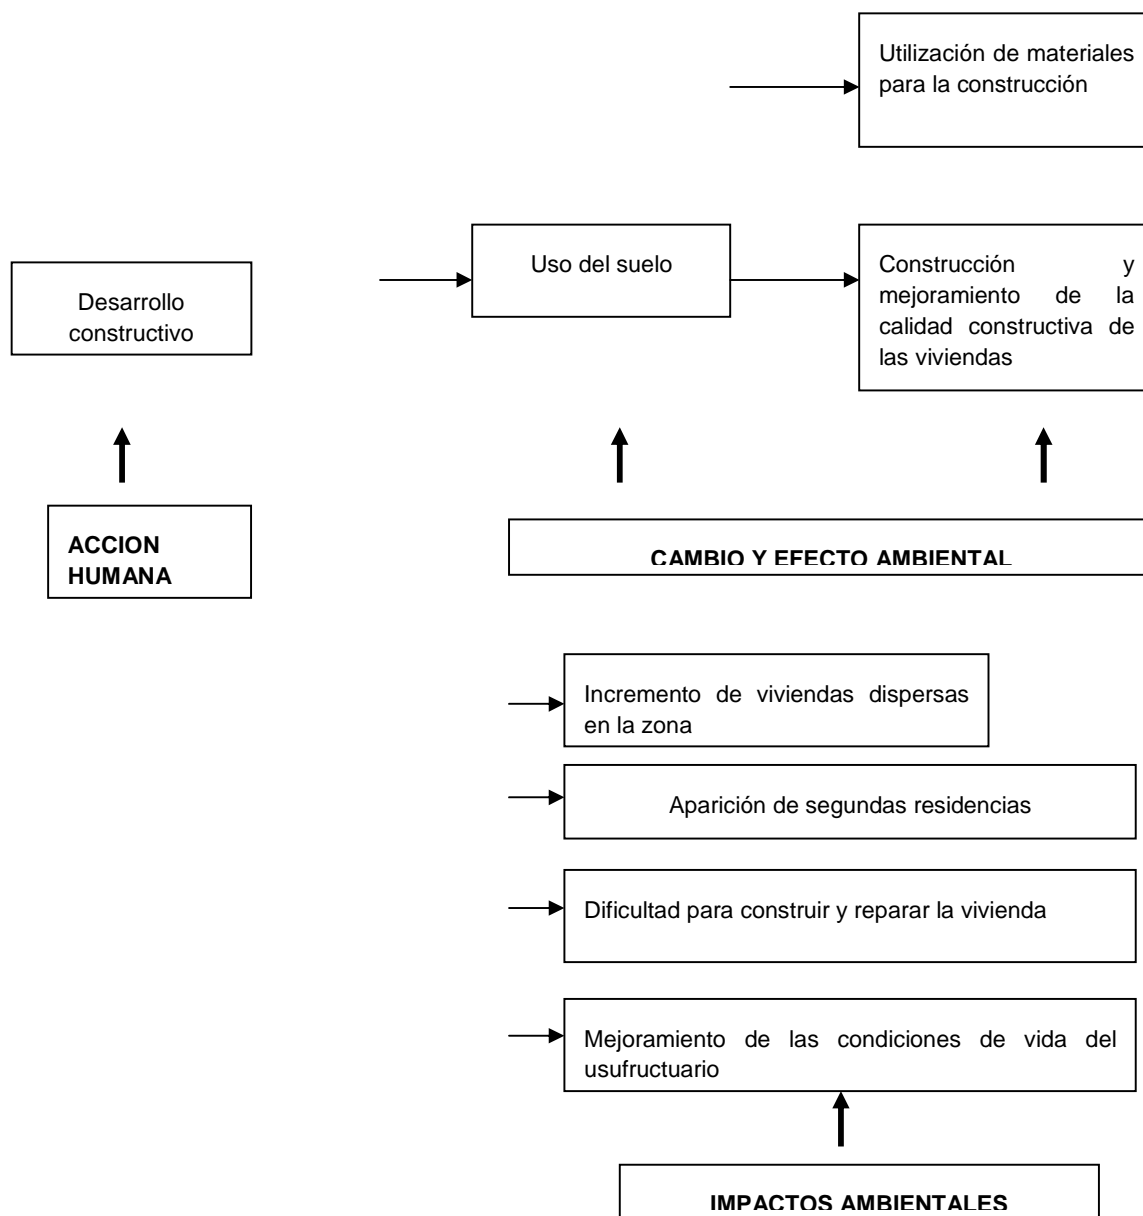 Utilización de materiales
para la construcción
Desarrollo
constructivo
Uso del suelo
Construcción y
mejoramiento de la
calidad constructiva de
las viviendas
ACCION
HUMANA
CAMBIO Y EFECTO AMBIENTAL
Incremento de viviendas dispersas
en la zona
Aparición de segundas residencias
Dificultad para construir y reparar la vivienda
Mejoramiento de las condiciones de vida del
usufructuario
IMPACTOS AMBIENTALES